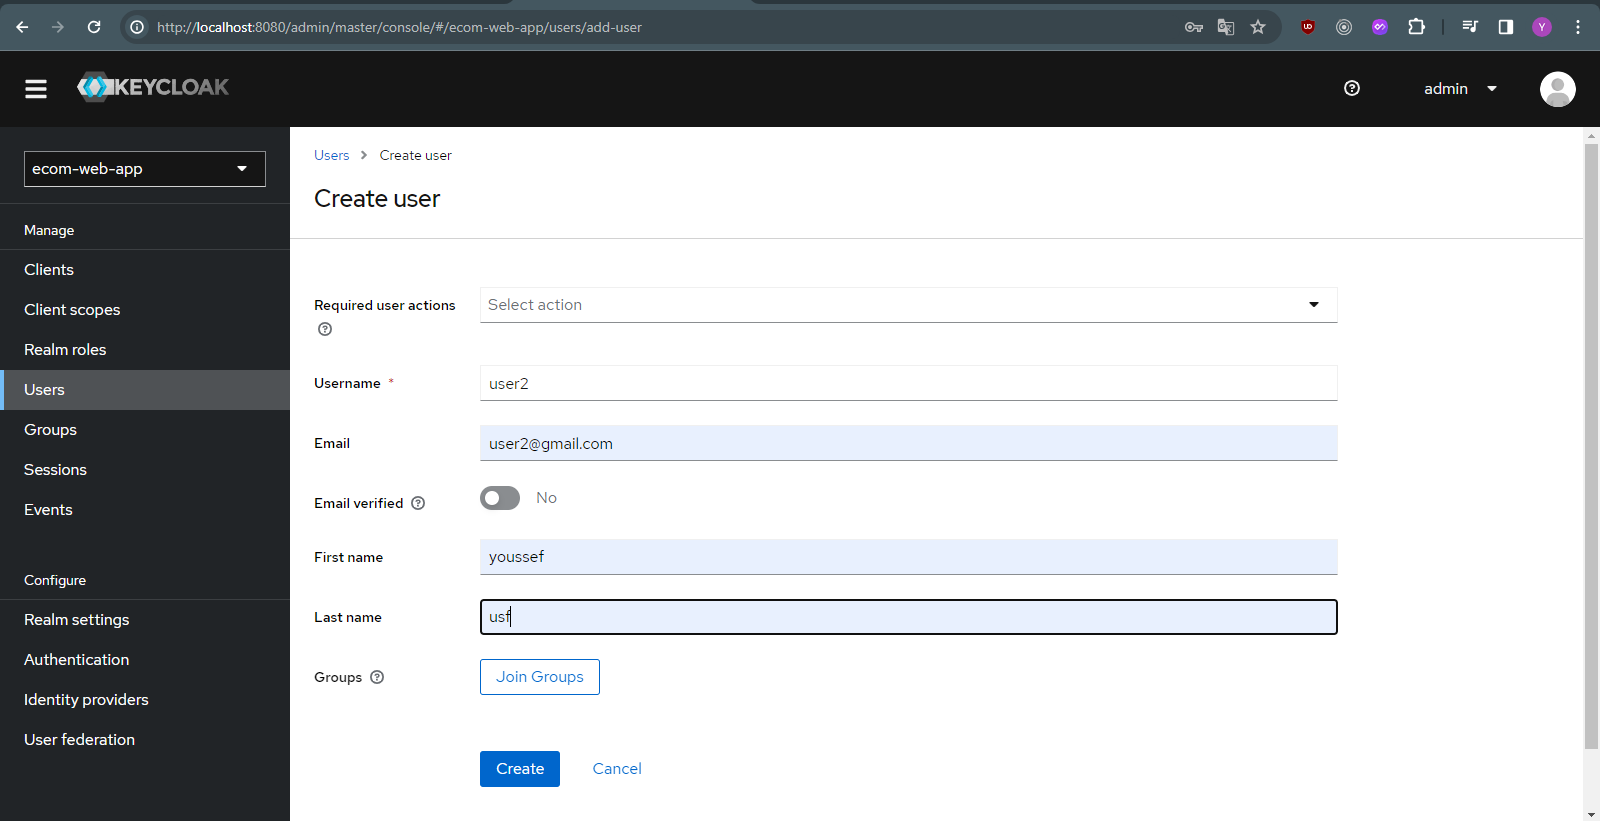 http://localhost:8080/admin/master/console/#/ecom-web-app/users/add-user
Y
KEYCLOAK
admin
ecom-web-app
Manage
Clients
Client scopes
Realm roles
Users
Groups
Sessions
Events
Configure
Realm settings
Authentication
Identity providers
User federation
Users > Create user
Create user
Required user actions
Select action
Username *
user2
Email
user2@gmail.com
Email verified
No
First name
youssef
Last name
usf
Groups
Join Groups
Create Cancel